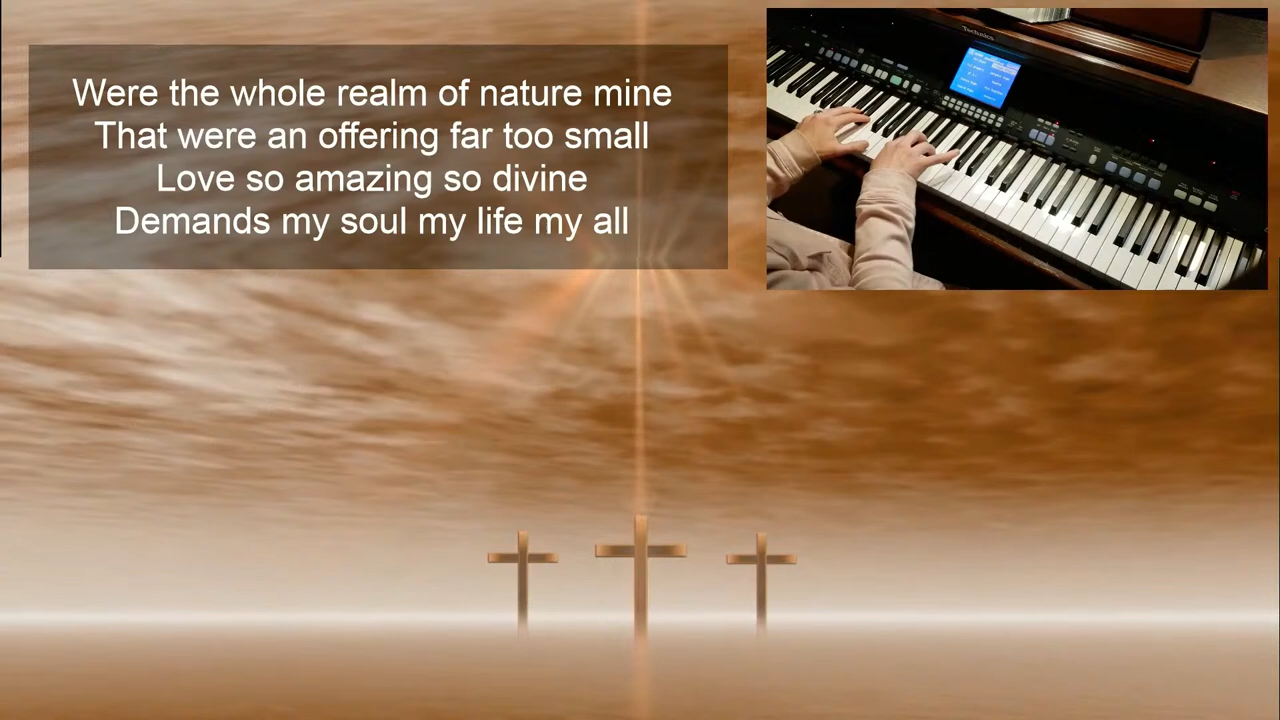 Were the whole realm of nature mine
That were an offering far too small
Love so amazing so divine
Demands my soul my life my all
Technics